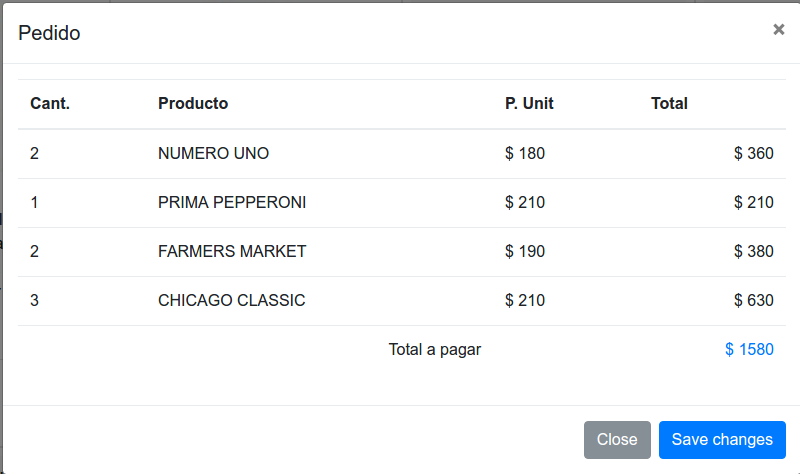 Pedido ×
Cant. Producto P. Unit Total
2 NUMERO UNO $ 180 $ 360
1 PRIMA PEPPERONI $ 210 $ 210
2 FARMERS MARKET $ 190 $ 380
3 CHICAGO CLASSIC $ 210 $ 630
Total a pagar $ 1580
Close Save changes